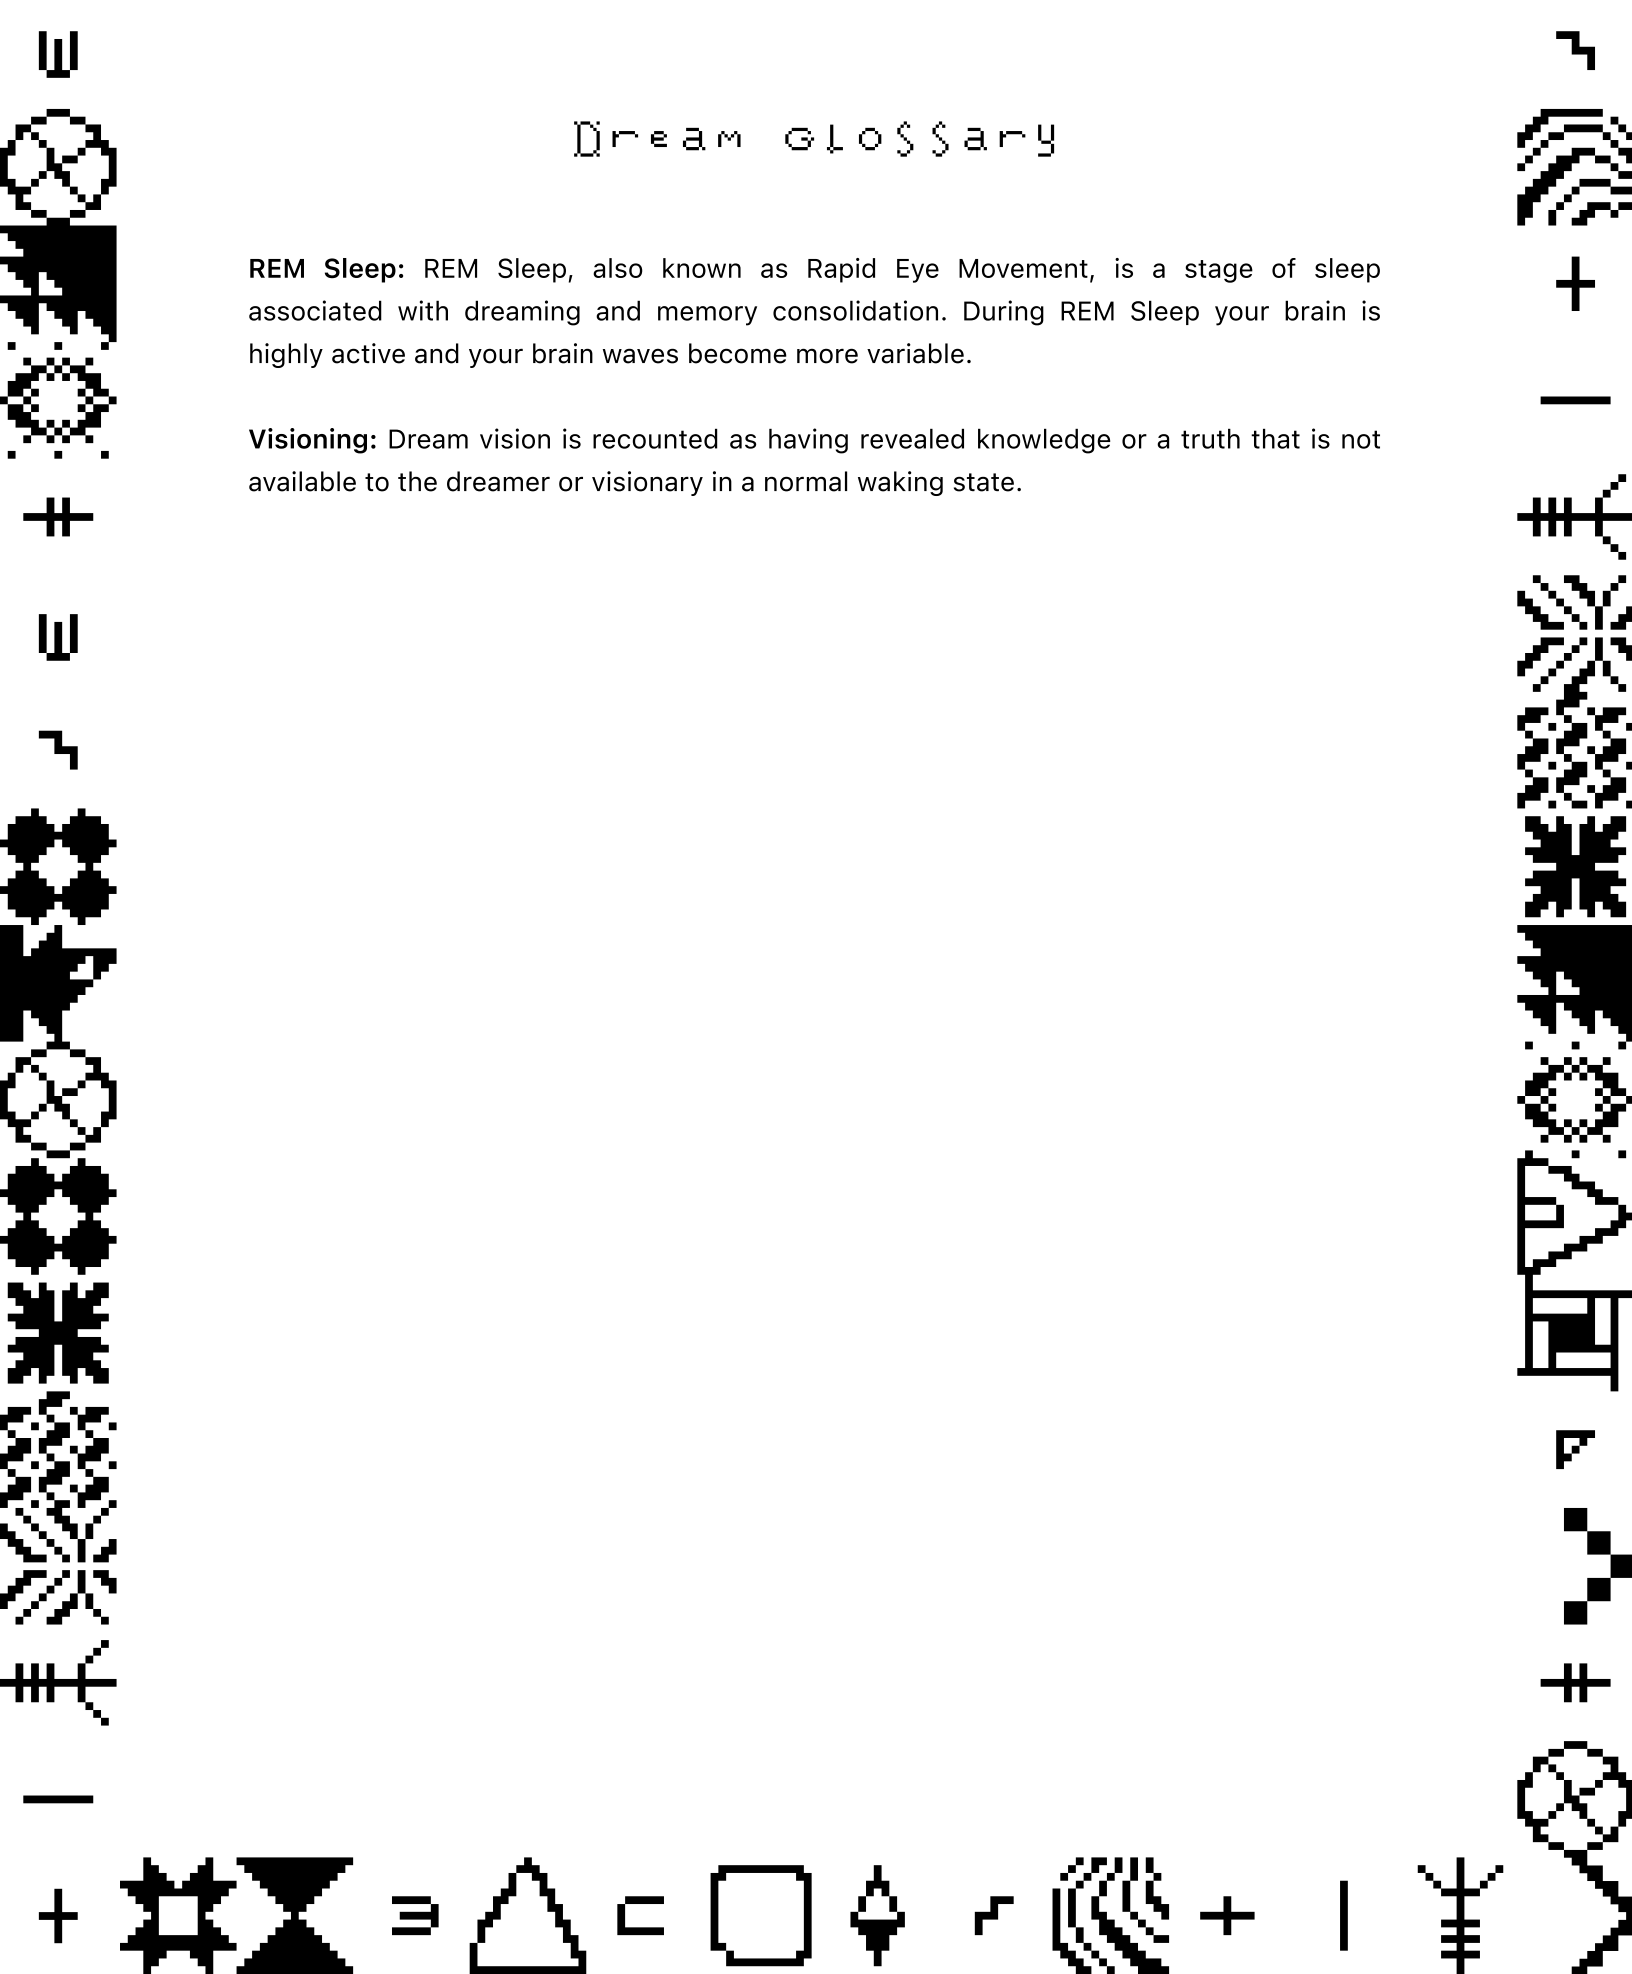 Dream Glossary
REM Sleep: REM Sleep, also known as Rapid Eye Movement, is a stage of sleep
associated with dreaming and memory consolidation. During REM Sleep your brain is
highly active and your brain waves become more variable.
Visioning: Dream vision is recounted as having revealed knowledge or a truth that is not
available to the dreamer or visionary in a normal waking state.